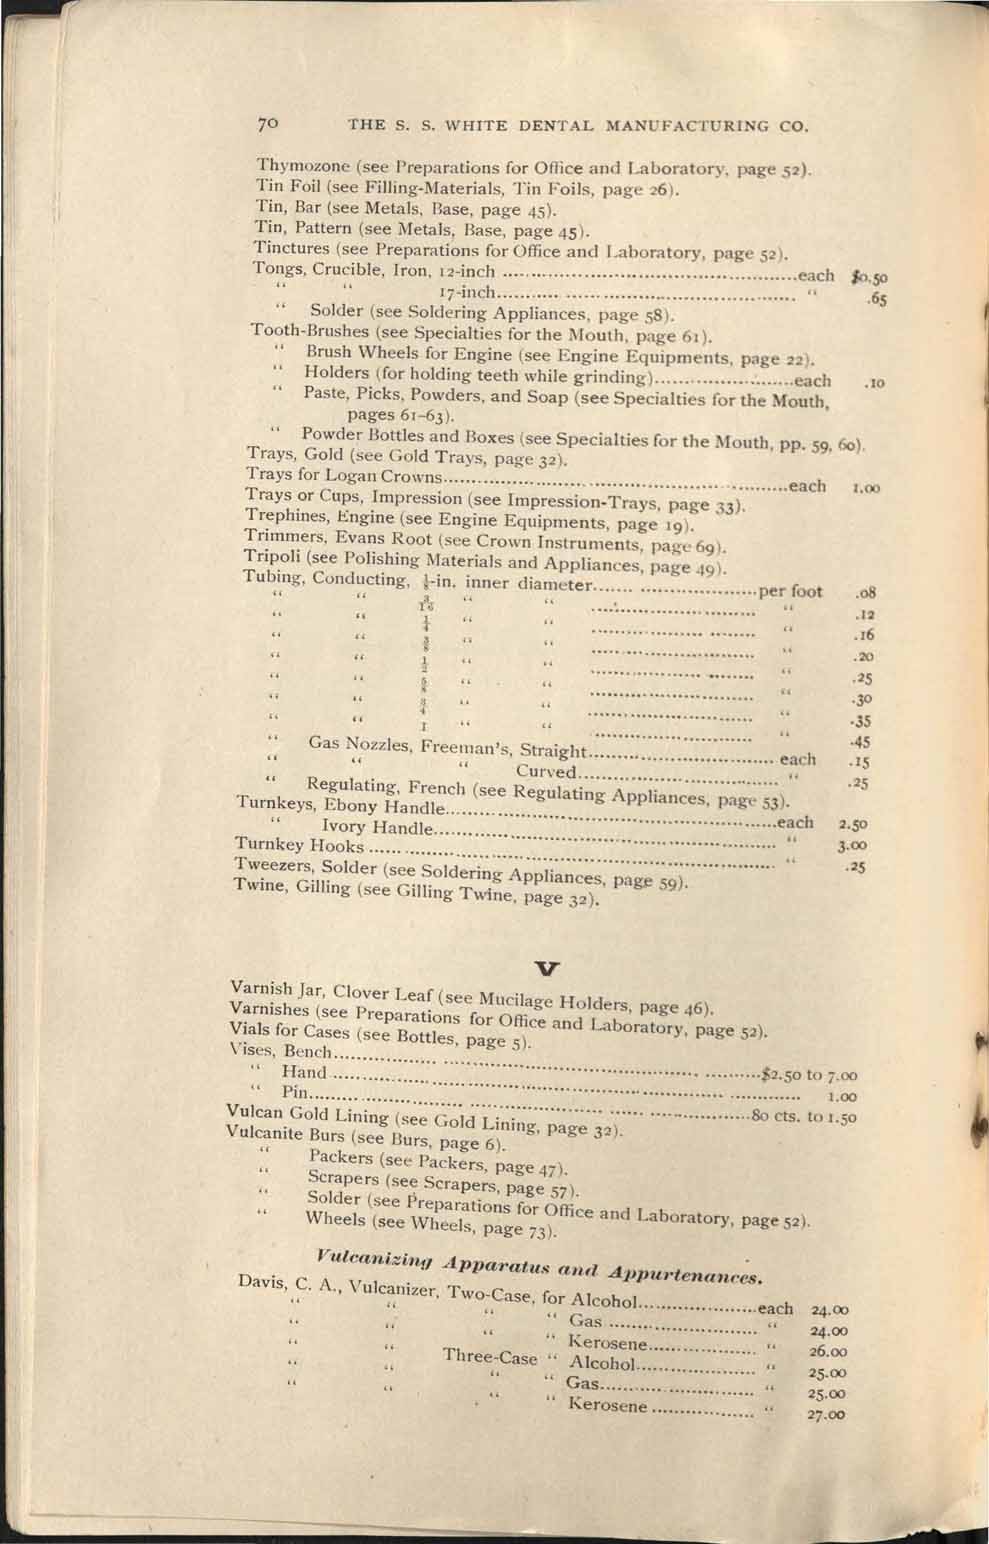 70 THE S. S. WHITE DENTAL MANUFACTURING CO.
Thymozone (see Preparations for Office and Laboratory, page 52).
Tin Foil (see Filling-Materials, Tin Foils, page 26).
Tin, Bar (see Metals, Base, page 45).
Tin, Pattern (see Metals, Base, page 45).
Tinctures (see Preparations for Office and Laboratory, page 52).
Tongs, Crucible, Iron, 12-inch ........ each $0.50
“ “ 17-inch ........ “ .65
“ Solder (see Soldering Appliances, page 58).
Tooth-Brushes (see Specialties for the Mouth, page 61).
“ Brush Wheels for Engine (see Engine Equipments, page 22).
“ Holders (for holding teeth while grinding) ........ each .10
“ Paste, Picks, Powders, and Soap (see Specialties for the Mouth,
pages 61-63).
“ Powder Bottles and Boxes (see Specialties for the Mouth, pp. 59, 60).
Trays, Gold (see Gold Trays, page 32).
Trays for Logan Crowns ........ each 1.00
Trays or Cups, Impression (see Impression-Trays, page 33).
Trephines, Engine (see Engine Equipments, page 19).
Trimmers, Evans Root (see Crown Instruments, page 69).
Tripoli (see Polishing Materials and Appliances, page 49).
Tubing, Conducting, ⅛-in. inner diameter ........ per foot .08
“ “ 3/16 “ “ ........ “ .12
“ “ ¼ “ “ ........ “ .16
“ “ ⅜ “ “ ........ “ .20
“ “ ½ “ “ ........ “ .25
“ “ ⅝ “ “ ........ “ .30
“ “ ¾ “ “ ........ “ .35
“ “ 1 “ “ ........ “ .45
“ Gas Nozzles, Freeman's, Straight ........ each .15
“ “ “ Curved ........ “ .25
“ Regulating, French (see Regulating Appliances, page 53).
Turnkeys, Ebony Handle ........ each 2.50
“ Ivory Handle ........ “ 3.00
Turnkey Hooks ........ “ .25
Tweezers, Solder (see Soldering Appliances, page 59).
Twine, Gilling (see Gilling Twine, page 32).
V
Varnish Jar, Clover Leaf (see Mucilage Holders, page 46).
Varnishes (see Preparations for Office and Laboratory, page 52).
Vials for Cases (see Bottles, page 5).
Vises, Bench ........ $2.50 to 7.00
“ Hand ........ 1.00
“ Pin ........ 80 cts. to 1.50
Vulcan Gold Lining (see Gold Lining, page 32).
Vulcanite Burs (see Burs, page 6).
“ Packers (see Packers, page 47).
“ Scrapers (see Scrapers, page 57).
“ Solder (see Preparations for Office and Laboratory, page 52).
“ Wheels (see Wheels, page 73).
Vulcanizing Apparatus and Appurtenances.
Davis, C. A., Vulcanizer, Two-Case, for Alcohol ........ each 24.00
“ “ “ “ Gas ........ “ 24.00
“ “ “ “ Kerosene ........ “ 26.00
“ “ Three-Case “ Alcohol ........ “ 25.00
“ “ “ “ Gas ........ “ 25.00
“ “ “ “ Kerosene ........ “ 27.00